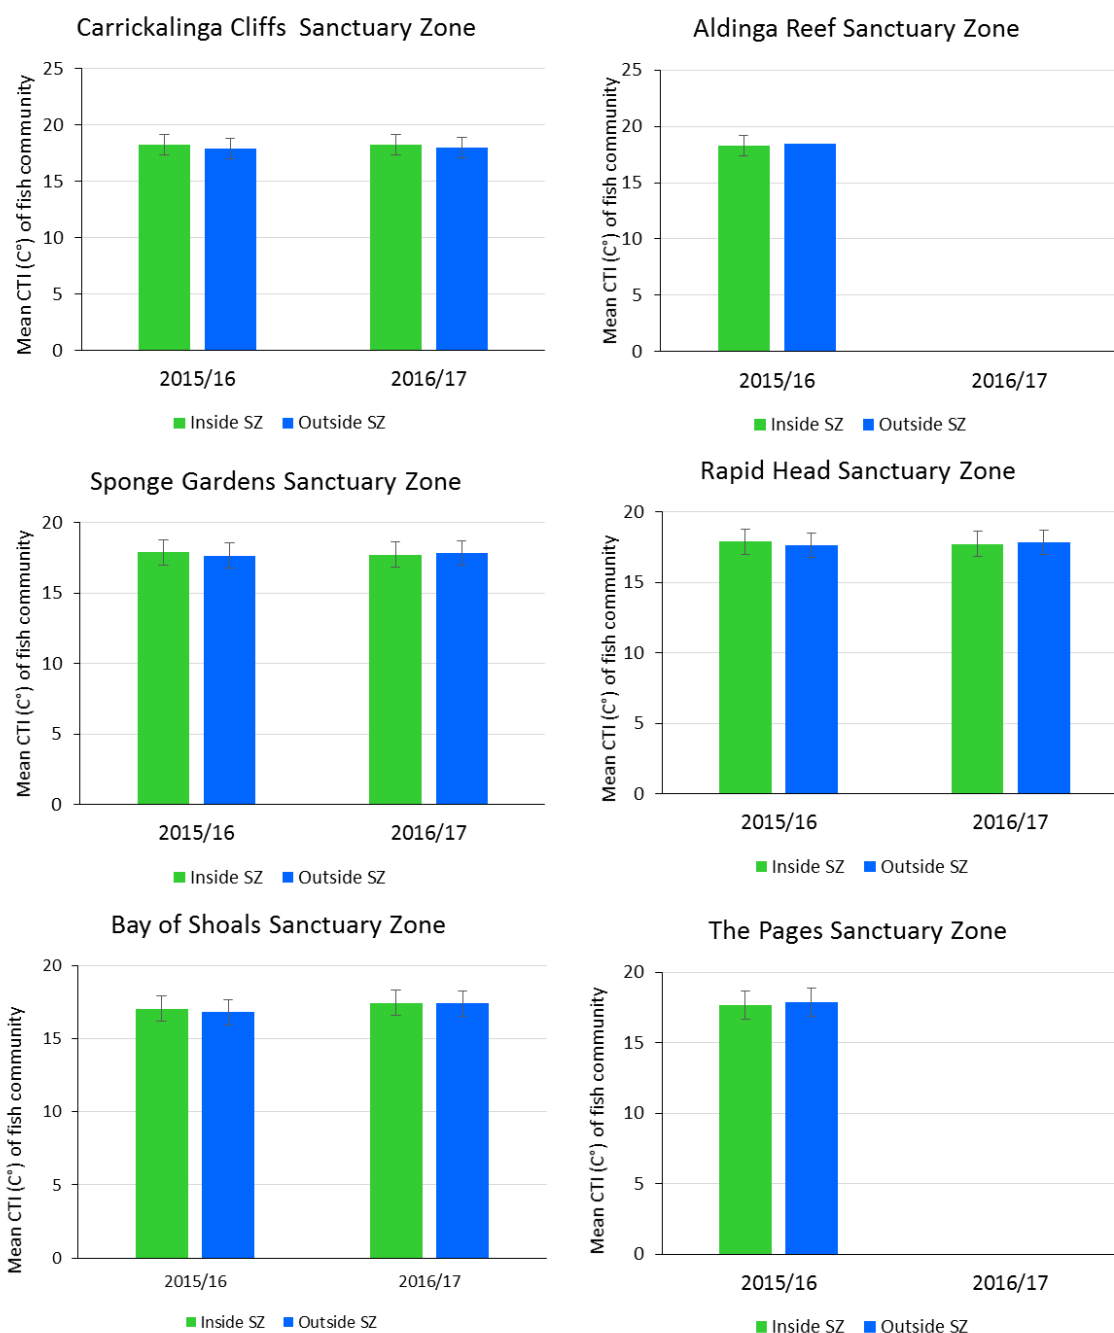 Carrickalinga Cliffs Sanctuary Zone
Mean CTI (C°) of fish community
25
20
15
10
5
0
2015/16
2016/17
Inside SZ
Outside SZ
Aldinga Reef Sanctuary Zone
Mean CTI (C°) of fish community
25
20
15
10
5
0
2015/16
2016/17
Inside SZ
Outside SZ
Sponge Gardens Sanctuary Zone
Mean CTI (C°) of fish community
20
15
10
5
0
2015/16
2016/17
Inside SZ
Outside SZ
Rapid Head Sanctuary Zone
Mean CTI (C°) of fish community
20
15
10
5
0
2015/16
2016/17
Inside SZ
Outside SZ
Bay of Shoals Sanctuary Zone
Mean CTI (C°) of fish community
20
15
10
5
0
2015/16
2016/17
Inside SZ
Outside SZ
The Pages Sanctuary Zone
Mean CTI (C°) of fish community
20
15
10
5
0
2015/16
2016/17
Inside SZ
Outside SZ